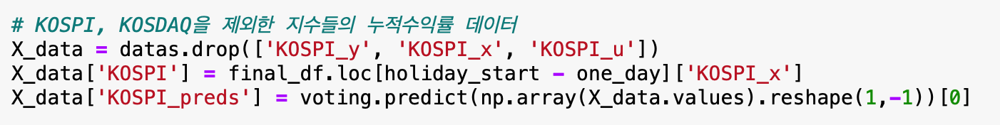 # KOSPI, KOSDAQ을 제외한 지수들의 누적수익률 데이터
X_data = datas.drop(['KOSPI_y', 'KOSPI_x', 'KOSPI_u'])
X_data['KOSPI'] = final_df.loc[holiday_start - one_day]['KOSPI_x']
X_data['KOSPI_preds'] = voting.predict(np.array(X_data.values).reshape(1,-1))[0]